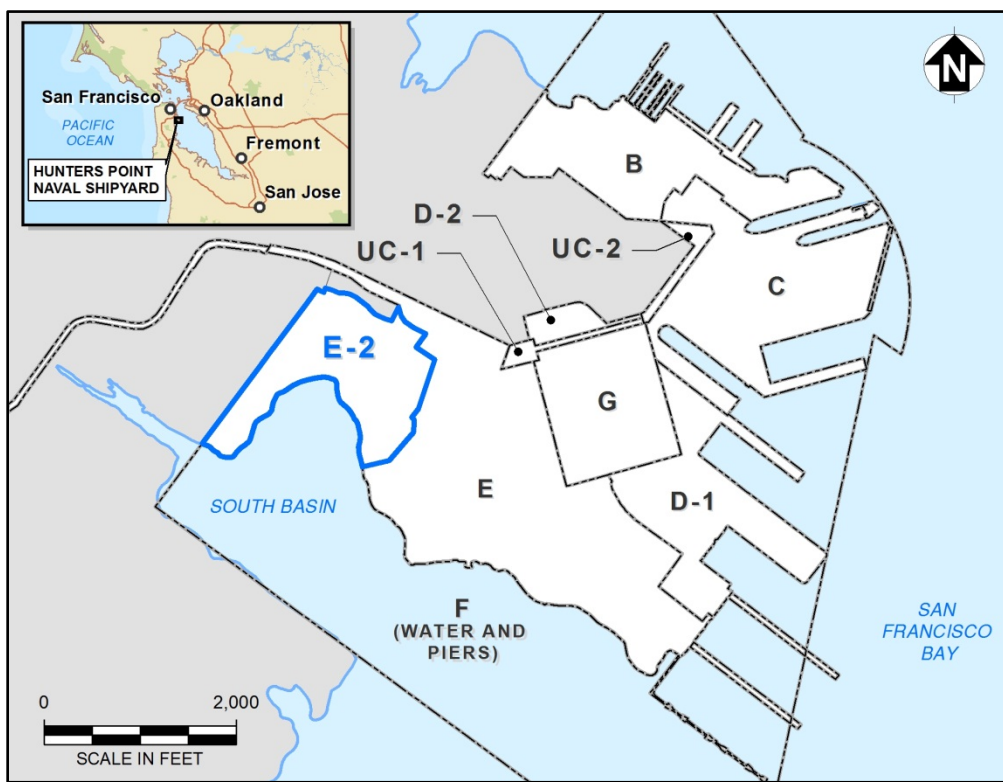 San Francisco
Oakland
PACIFIC
OCEAN
Fremont
HUNTERS POINT
NAVAL SHIPYARD
San Jose
N
B
D-2
UC-1
UC-2
C
E-2
G
SOUTH BASIN
E
D-1
F
(WATER AND
PIERS)
SAN
FRANCISCO
BAY
0
2,000
SCALE IN FEET